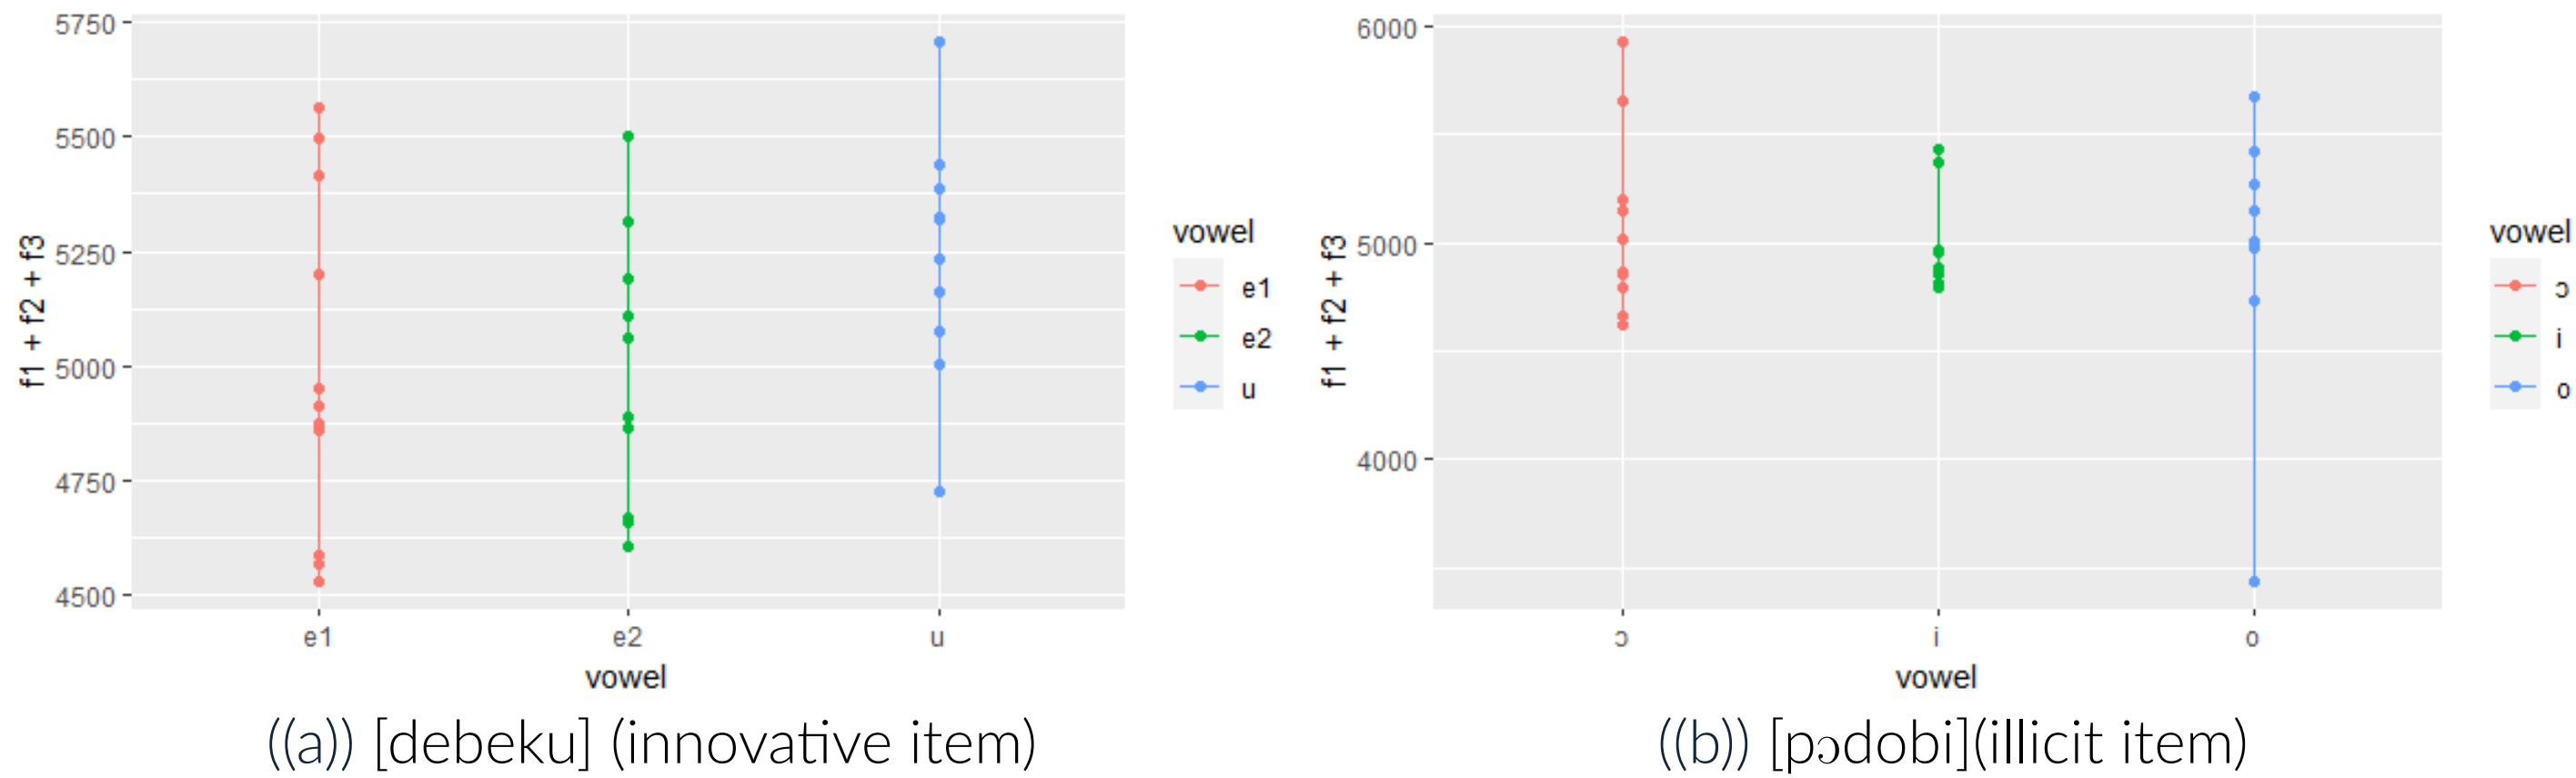 5750
5500
5250
5000
4750
4500
f1 + f2 + f3
e1 e2 u
vowel
vowel
e1
e2
u
((a)) [debeku] (innovative item)
6000
5000
4000
f1 + f2 + f3
ɔ i o
vowel
vowel
ɔ
i
o
((b)) [pɔdobi](illicit item)